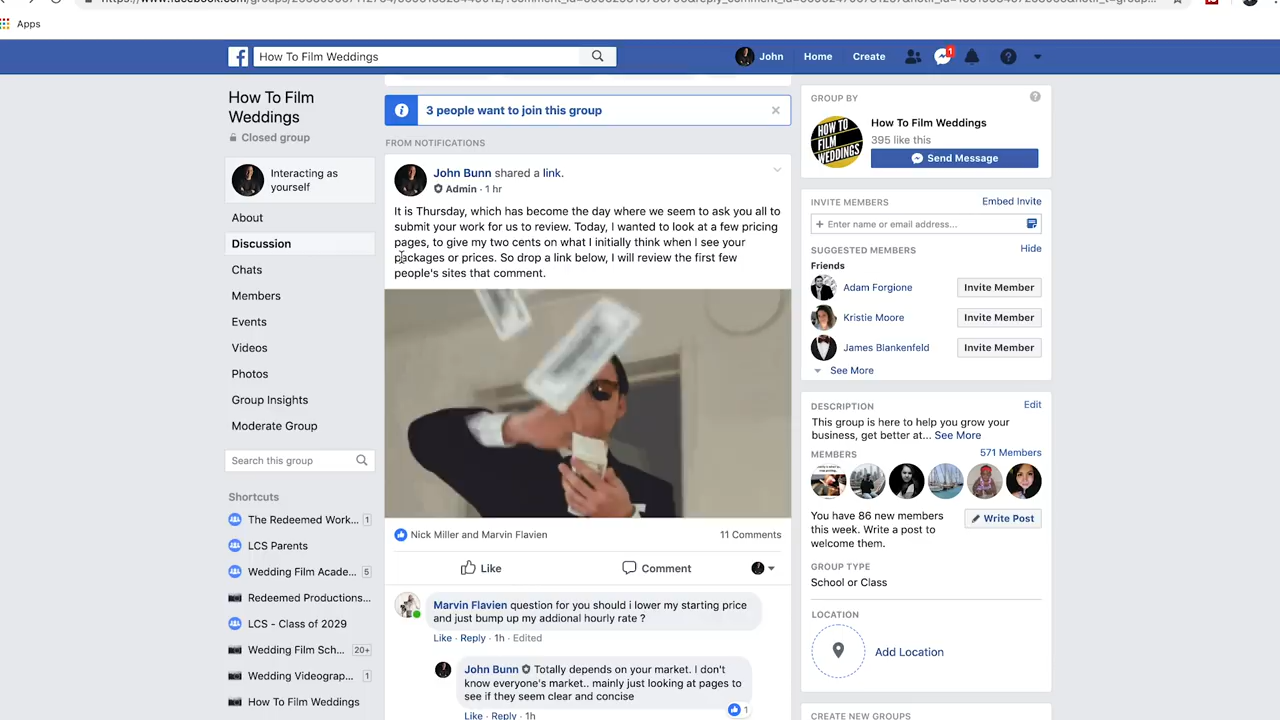 Apps
How To Film Weddings
John
Home
Create
1
How To Film
Weddings
Closed group
Interacting as
yourself
About
Discussion
Chats
Members
Events
Videos
Photos
Group Insights
Moderate Group
Search this group
Shortcuts
The Redeemed Work... 1
LCS Parents
Wedding Film Acade... 5
Redeemed Productions...
LCS - Class of 2029
Wedding Film Sch... 20+
Wedding Videograp... 1
How To Film Weddings
3 people want to join this group
FROM NOTIFICATIONS
John Bunn shared a link.
Admin · 1 hr
It is Thursday, which has become the day where we seem to ask you all to
submit your work for us to review. Today, I wanted to look at a few pricing
pages, to give my two cents on what I initially think when I see your
packages or prices. So drop a link below, I will review the first few
people's sites that comment.
Nick Miller and Marvin Flavien
11 Comments
Like
Comment
Marvin Flavien question for you should i lower my starting price
and just bump up my addional hourly rate ?
Like · Reply · 1h · Edited
John Bunn Totally depends on your market. I don't
know everyone's market.. mainly just looking at pages to
see if they seem clear and concise
1
Like · Reply · 1h
GROUP BY
HOW TO
FILM
WEDDINGS
How To Film Weddings
395 like this
Send Message
INVITE MEMBERS
Embed Invite
+ Enter name or email address...
SUGGESTED MEMBERS
Hide
Friends
Adam Forgione
Invite Member
Kristie Moore
Invite Member
James Blankenfeld
Invite Member
See More
DESCRIPTION
Edit
This group is here to help you grow your
business, get better at... See More
MEMBERS
571 Members
You have 86 new members
this week. Write a post to
welcome them.
Write Post
GROUP TYPE
School or Class
LOCATION
Add Location
CREATE NEW GROUPS